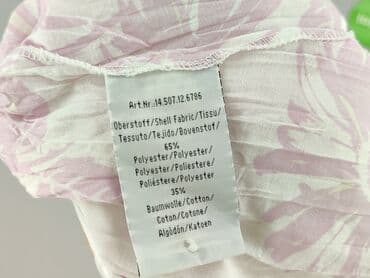 Art.Nr.:14.507.12.6786
Oberstoff/Shell Fabric/Tissu/
Tessuto/Tejido/Bovenstof/
65%
Polyester/Polyester/
Polyester/Poliestere/
Poliéstere/Polyester
35%
Baumwolle/Cotton/
Coton/Cotone/
Algodón/Katoen